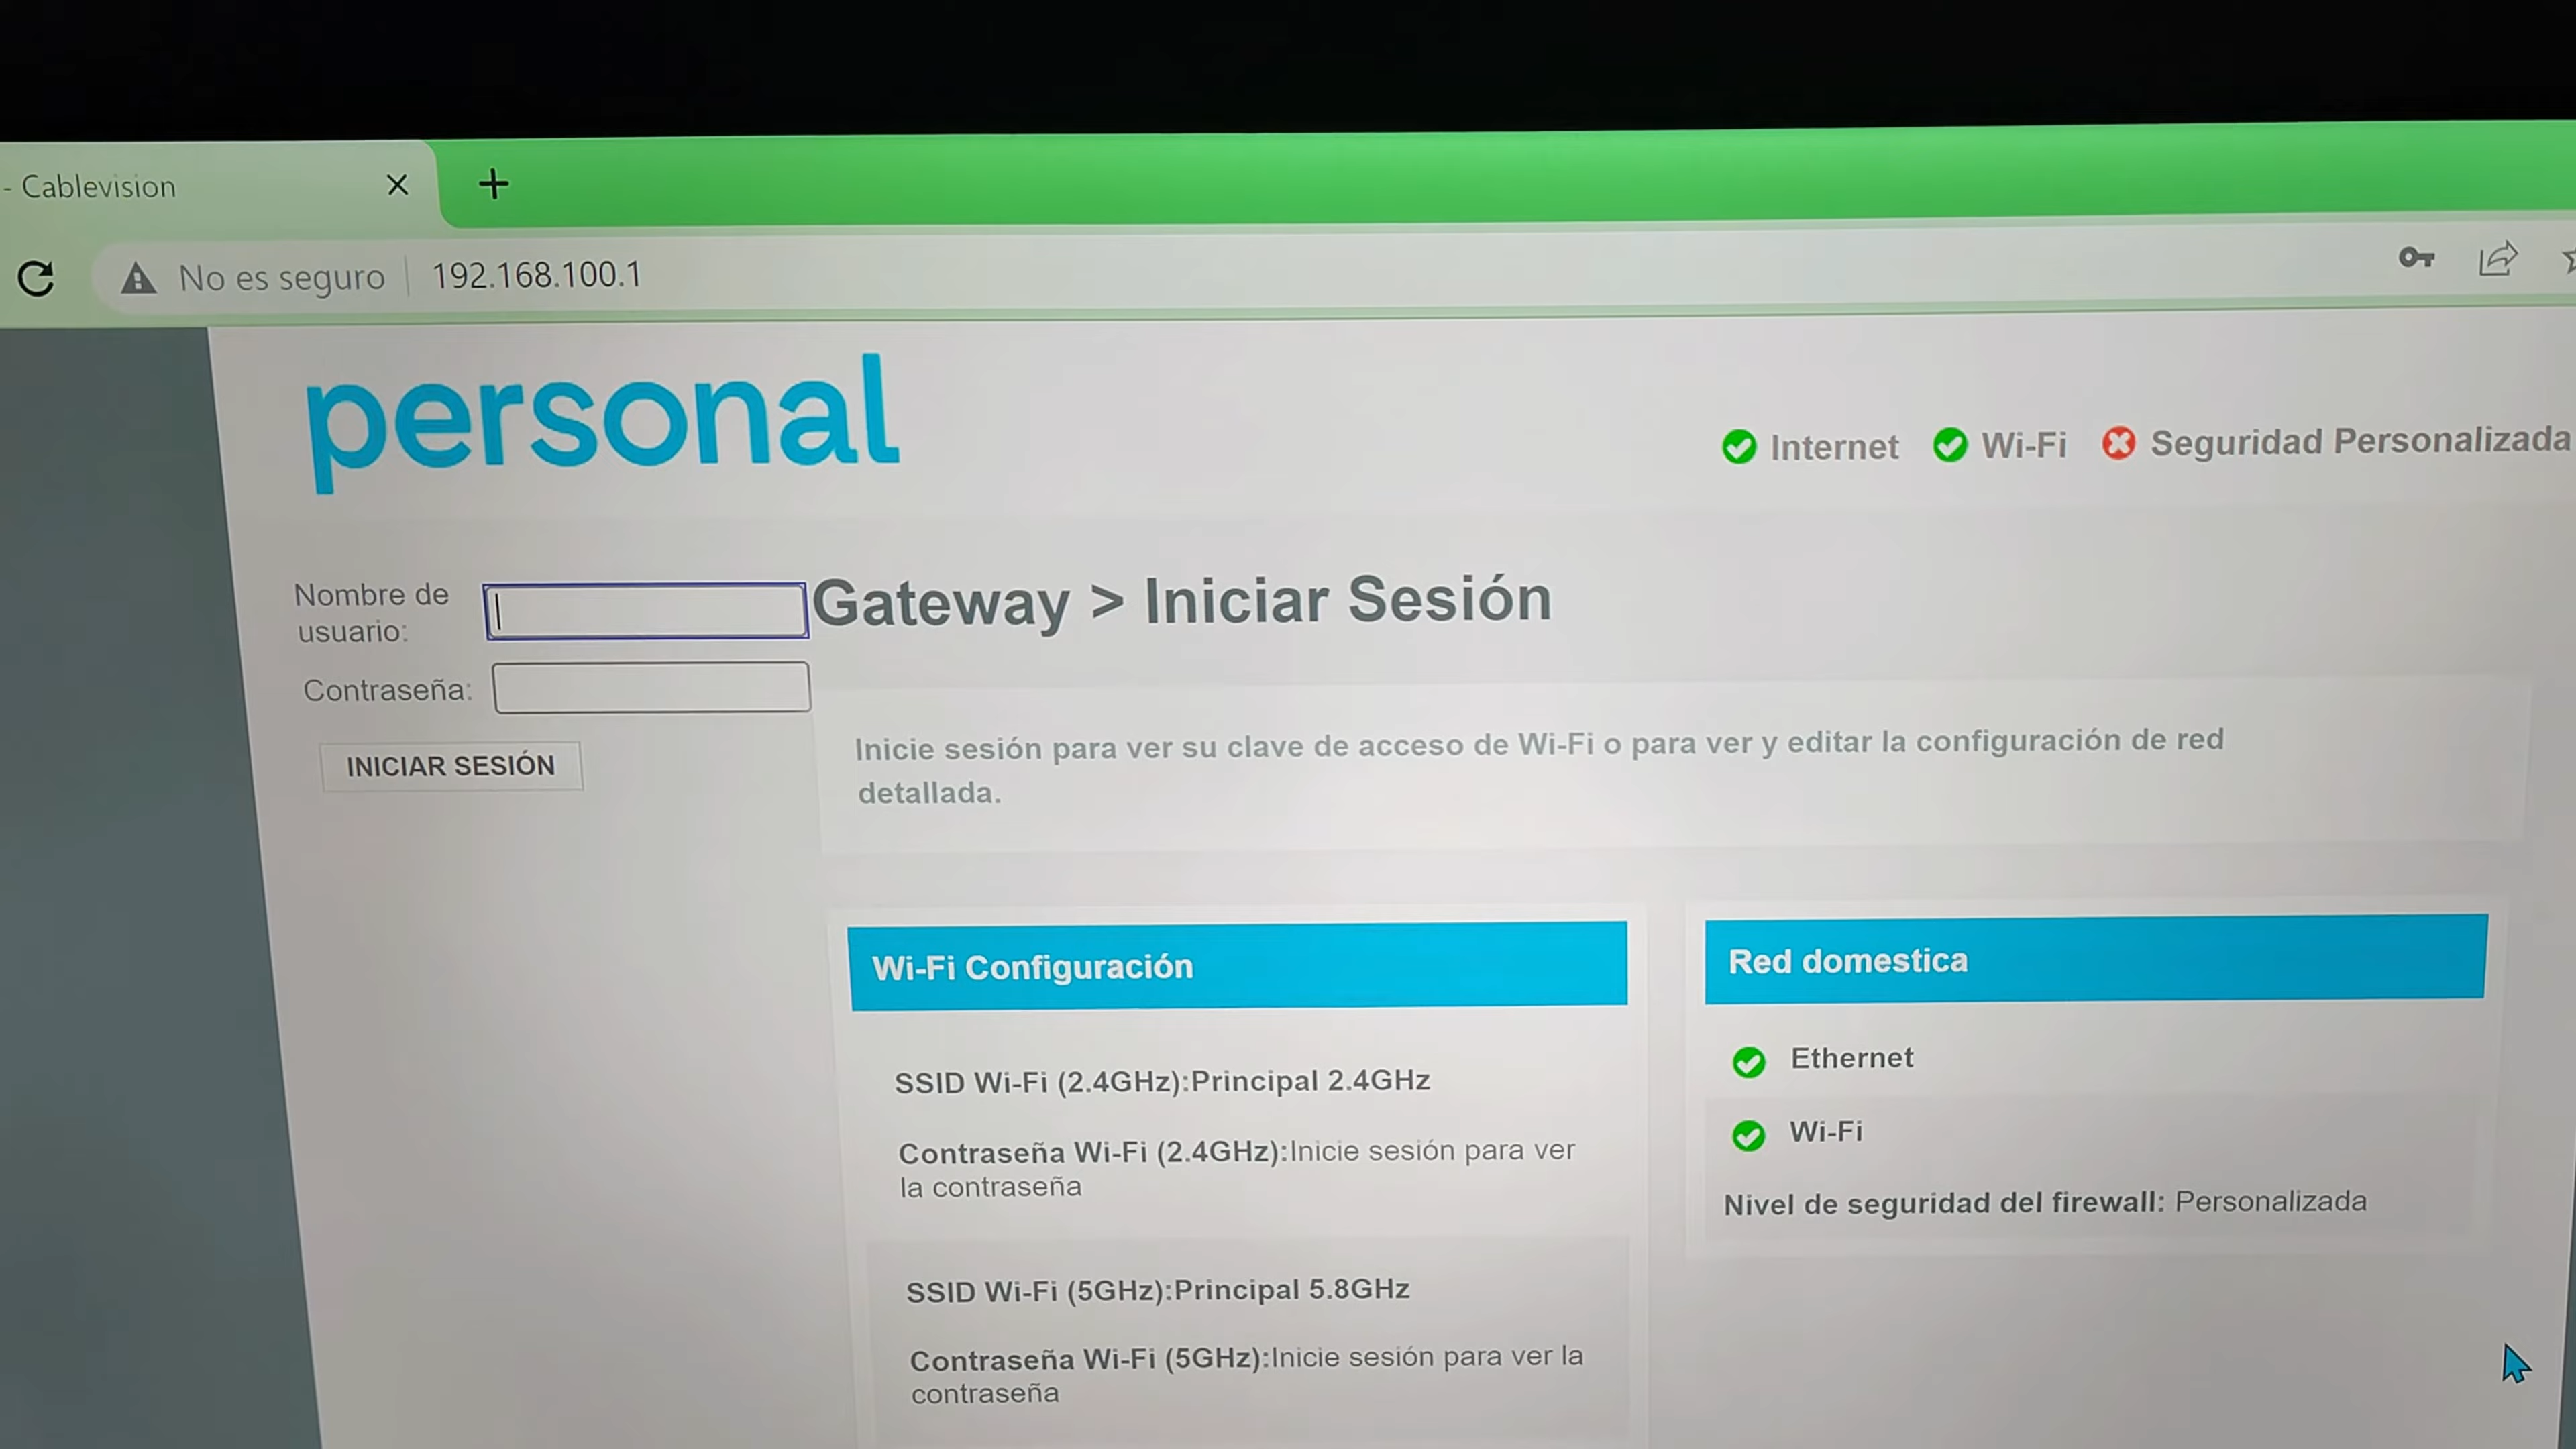 - Cablevision
No es seguro 192.168.100.1
personal
Internet Wi-Fi Seguridad Personalizada
Nombre de
usuario:
Contraseña:
INICIAR SESIÓN
Gateway > Iniciar Sesión
Inicie sesión para ver su clave de acceso de Wi-Fi o para ver y editar la configuración de red
detallada.
Wi-Fi Configuración
SSID Wi-Fi (2.4GHz):Principal 2.4GHz
Contraseña Wi-Fi (2.4GHz):Inicie sesión para ver
la contraseña
SSID Wi-Fi (5GHz):Principal 5.8GHz
Contraseña Wi-Fi (5GHz):Inicie sesión para ver la
contraseña
Red domestica
Ethernet
Wi-Fi
Nivel de seguridad del firewall: Personalizada